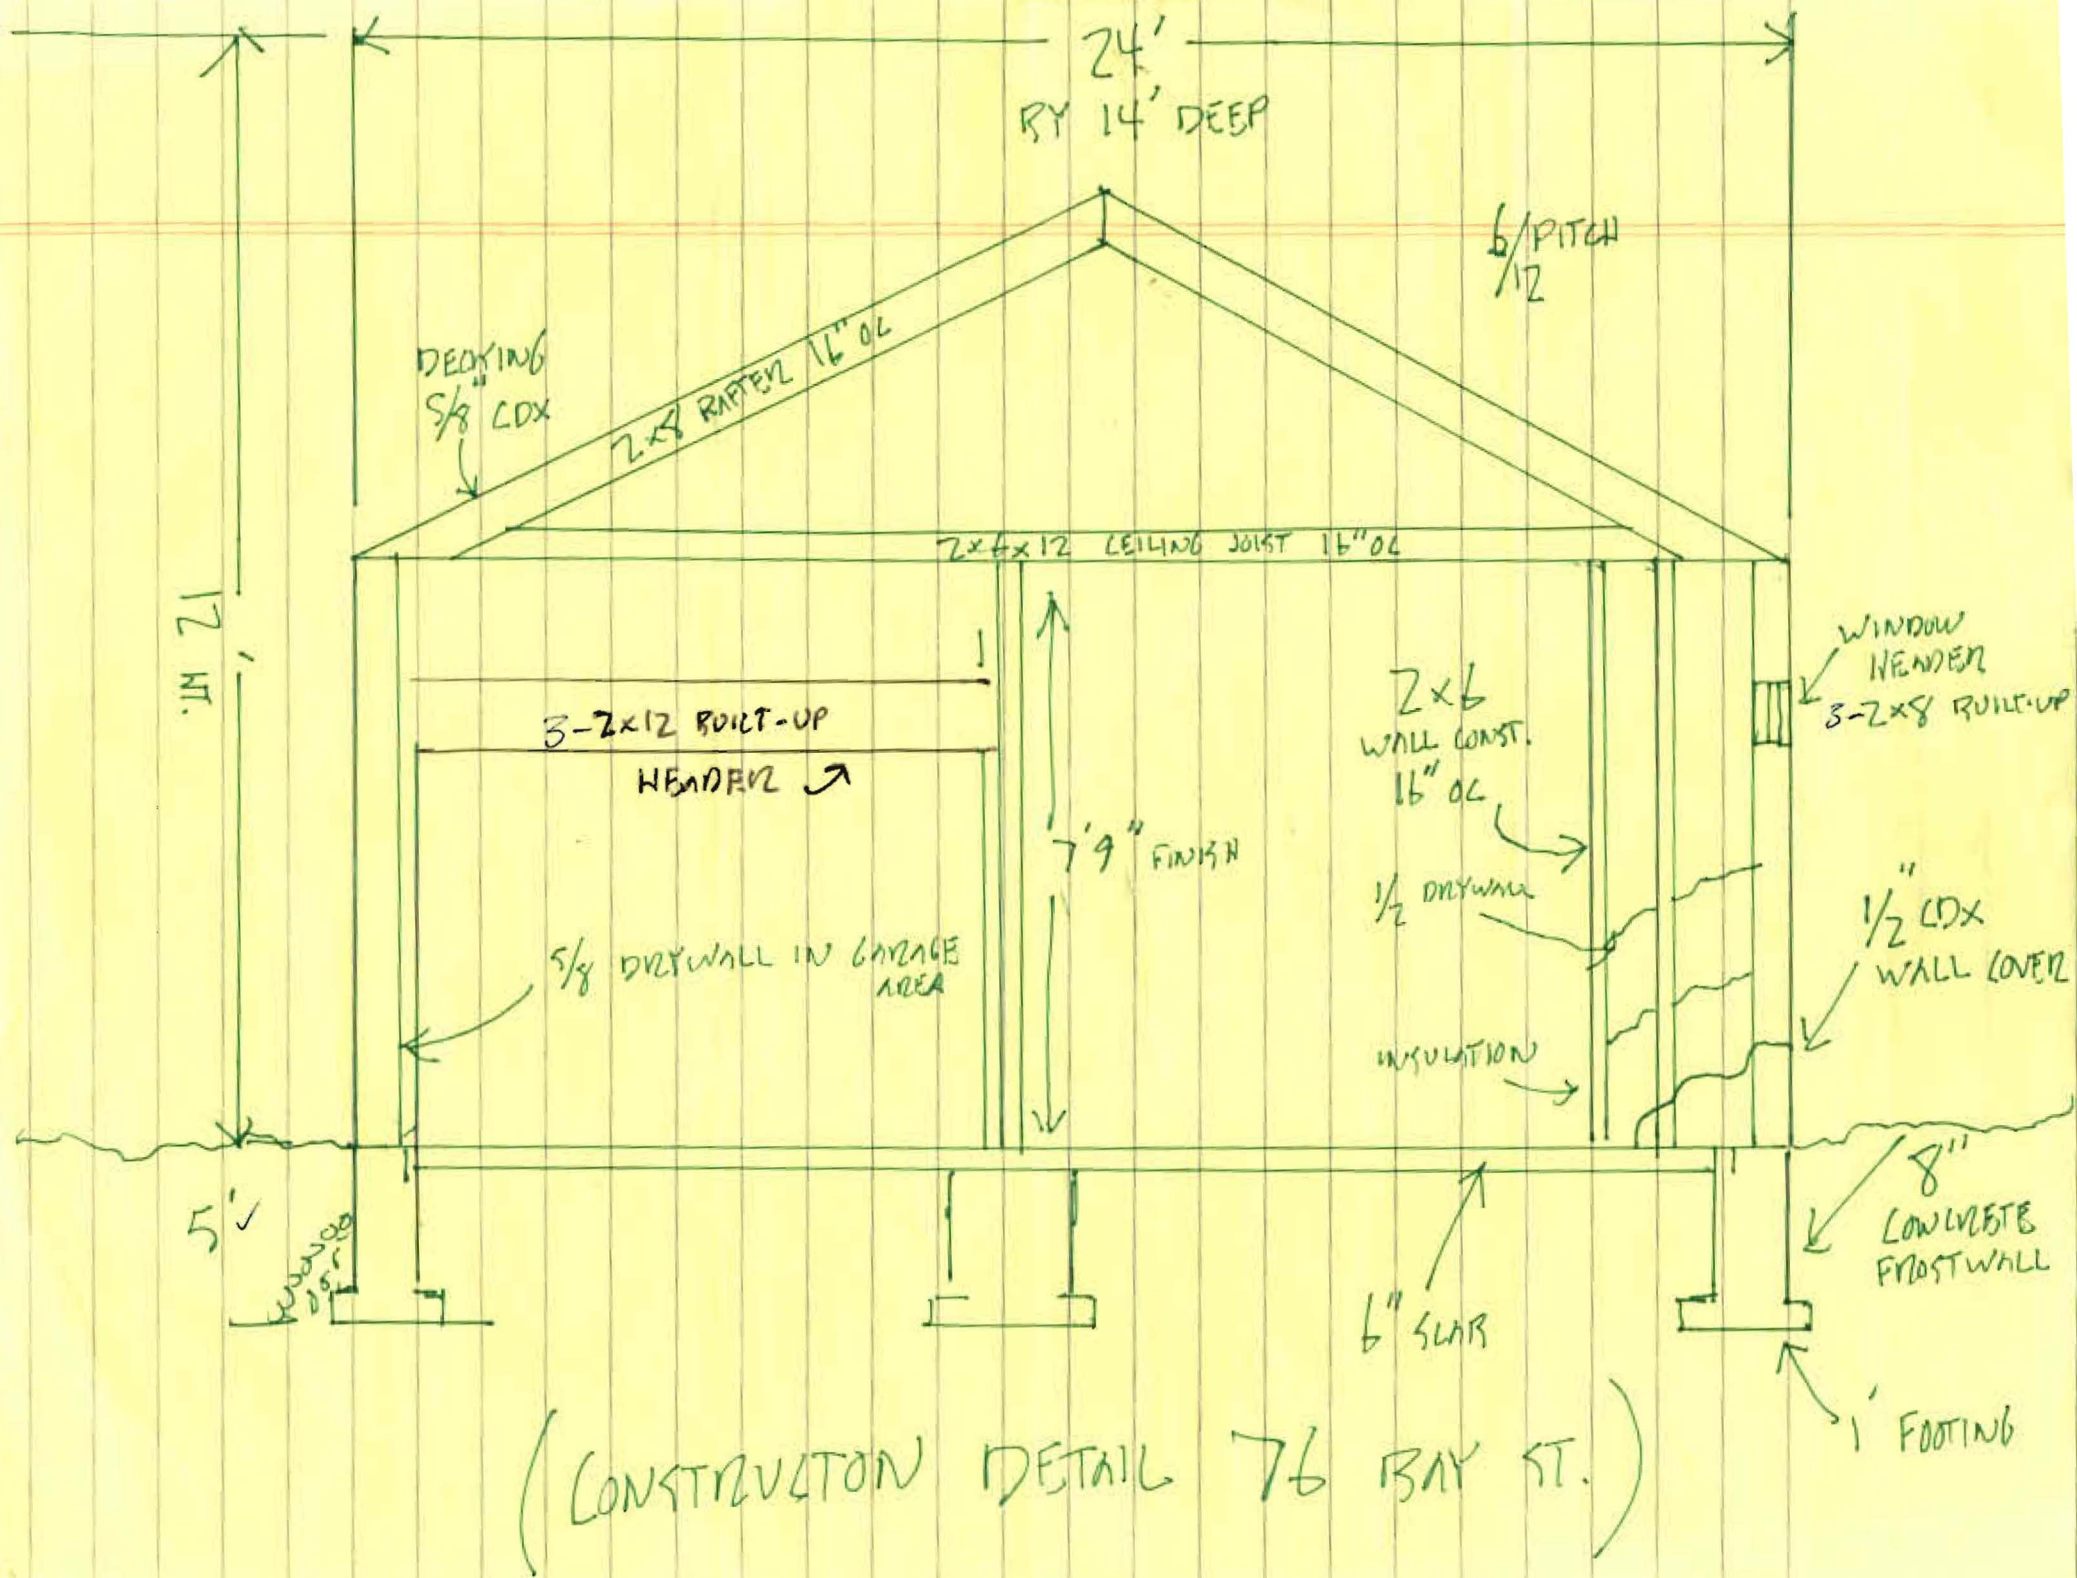 24'
BY 14' DEEP
6/12 PITCH
DECKING
5/8" CDX
2x8 RAFTER 16" OC
2x6x12 CEILING JOIST 16" OC
12' HT.
WINDOW
HEADER
3-2x8 BUILT-UP
3-2x12 BUILT-UP
HEADER
2x6
WALL CONST.
16" OC
7'9" FINISH
1/2 DRYWALL
1/2" CDX
WALL COVER
5/8 DRYWALL IN GARAGE
AREA
INSULATION
5'
8"
CONCRETE
FROSTWALL
6" SLAB
1' FOOTING
(CONSTRUCTON DETAIL 76 BAY ST.)